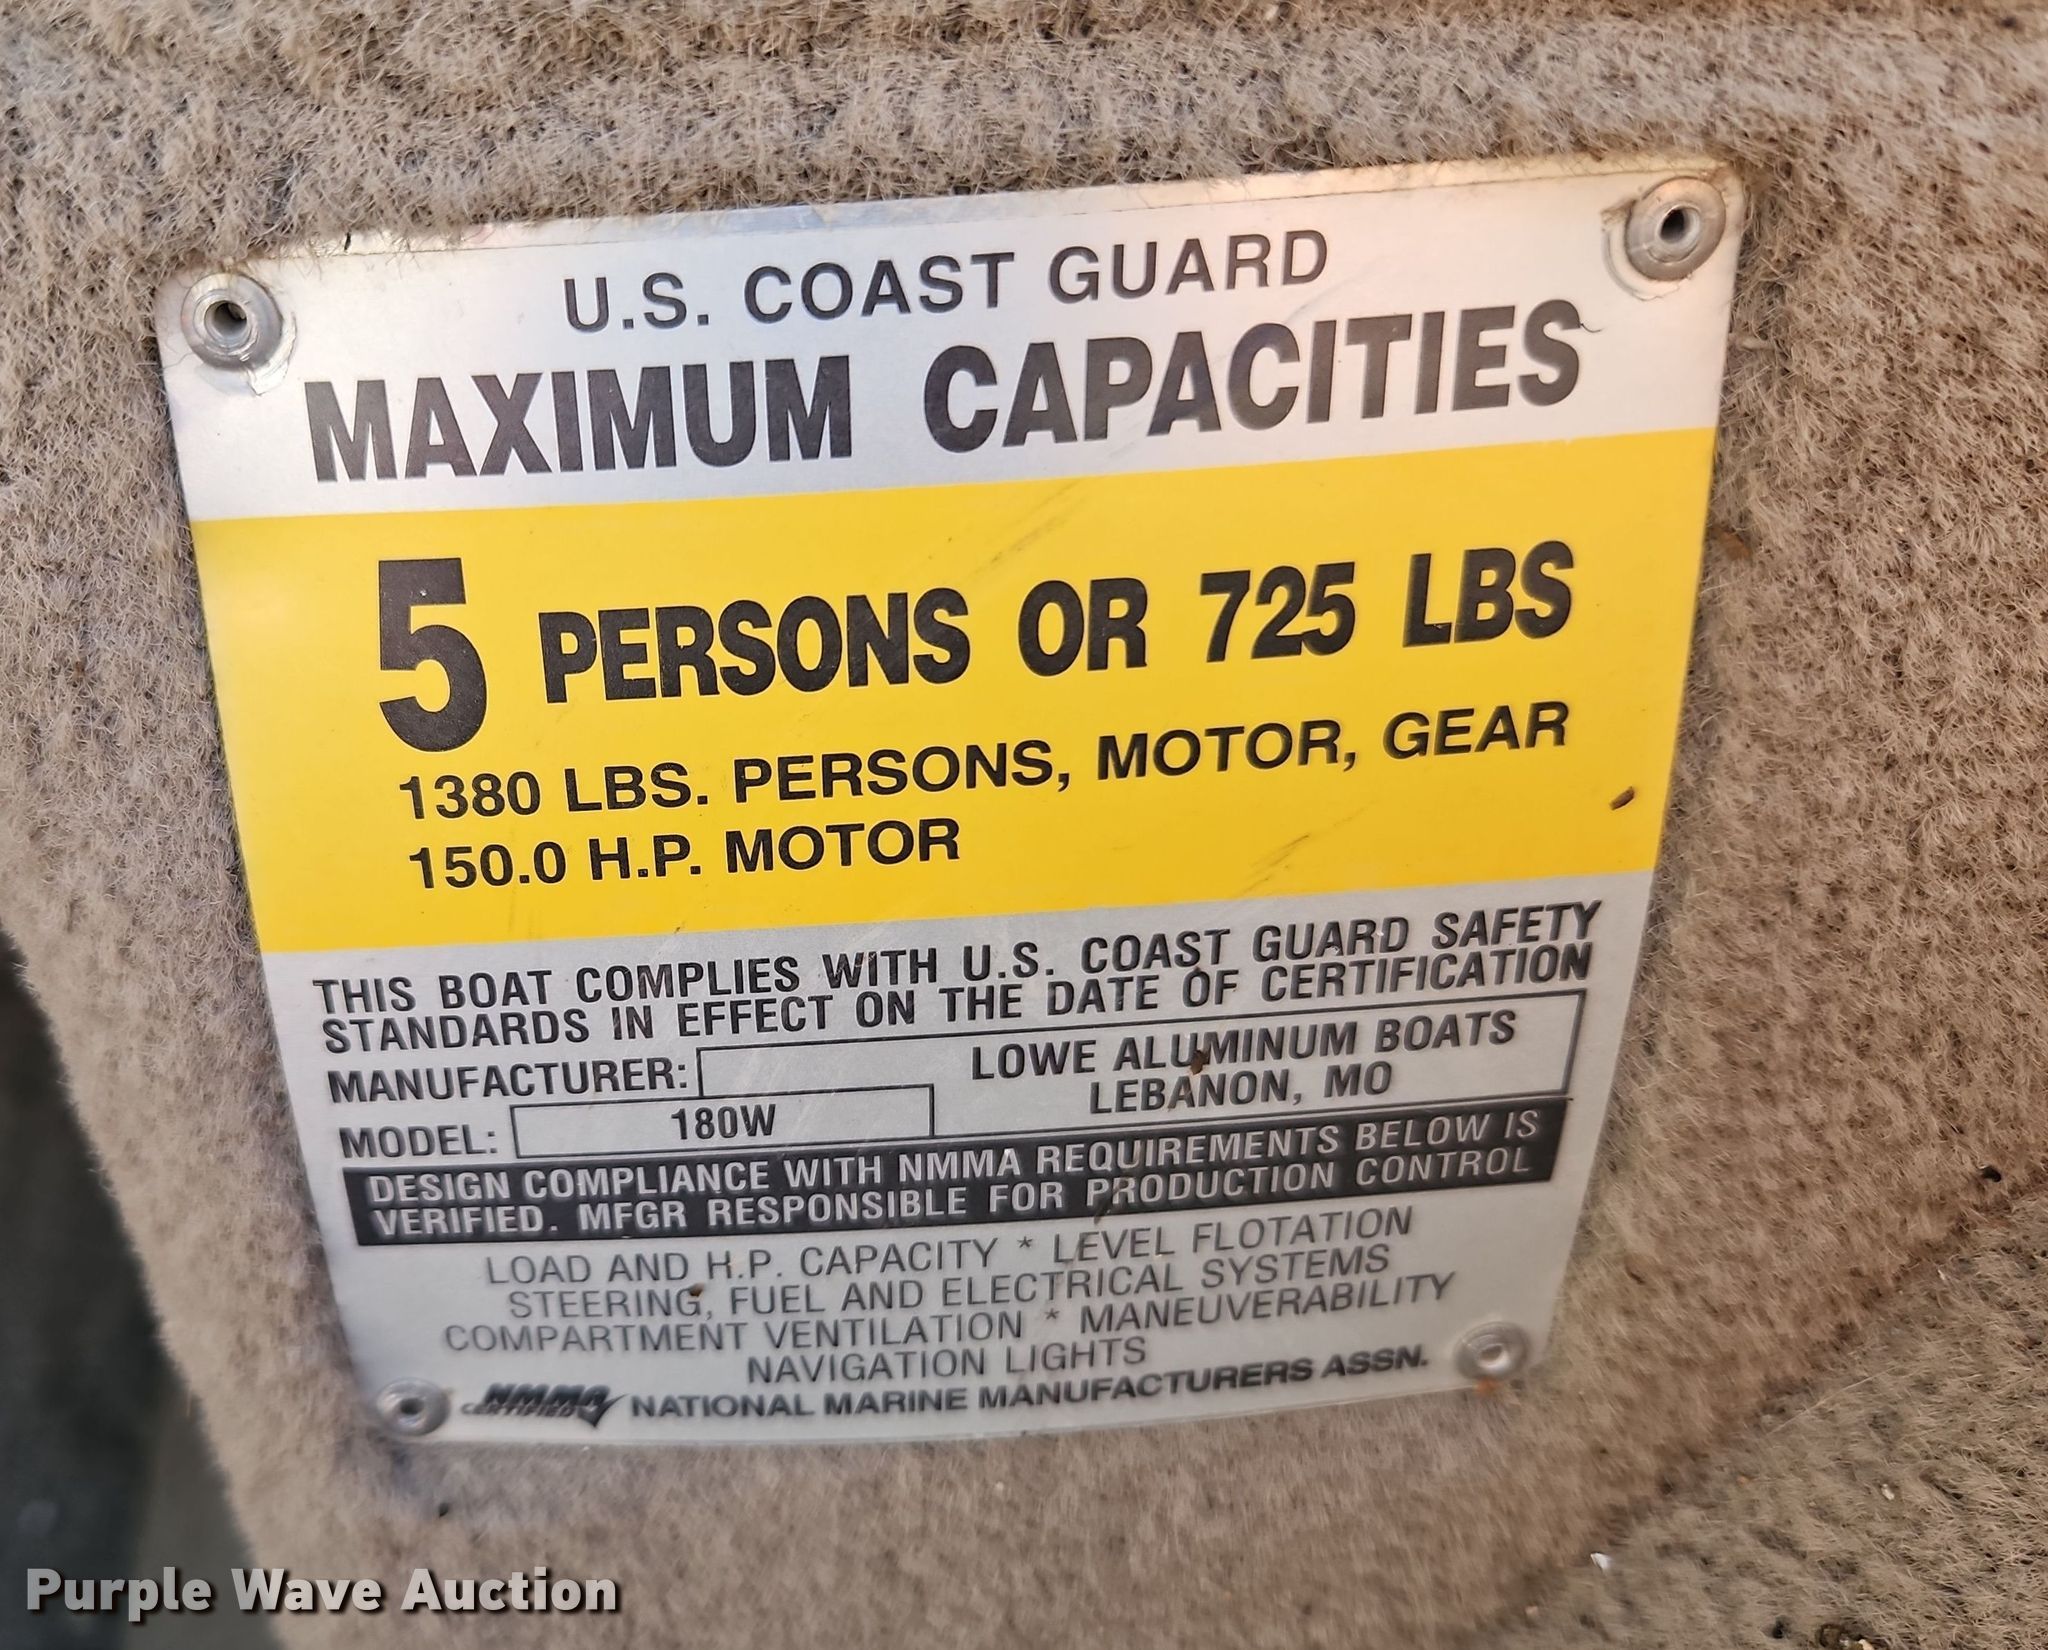 U.S. COAST GUARD
MAXIMUM CAPACITIES
5 PERSONS OR 725 LBS
1380 LBS. PERSONS, MOTOR, GEAR
150.0 H.P. MOTOR
THIS BOAT COMPLIES WITH U.S. COAST GUARD SAFETY
STANDARDS IN EFFECT ON THE DATE OF CERTIFICATION
MANUFACTURER: LOWE ALUMINUM BOATS
LEBANON, MO
MODEL: 180W
DESIGN COMPLIANCE WITH NMMA REQUIREMENTS BELOW IS
VERIFIED. MFGR RESPONSIBLE FOR PRODUCTION CONTROL
LOAD AND H.P. CAPACITY * LEVEL FLOTATION
STEERING, FUEL AND ELECTRICAL SYSTEMS
COMPARTMENT VENTILATION * MANEUVERABILITY
NAVIGATION LIGHTS
NMMA CERTIFIED NATIONAL MARINE MANUFACTURERS ASSN.
Purple Wave Auction